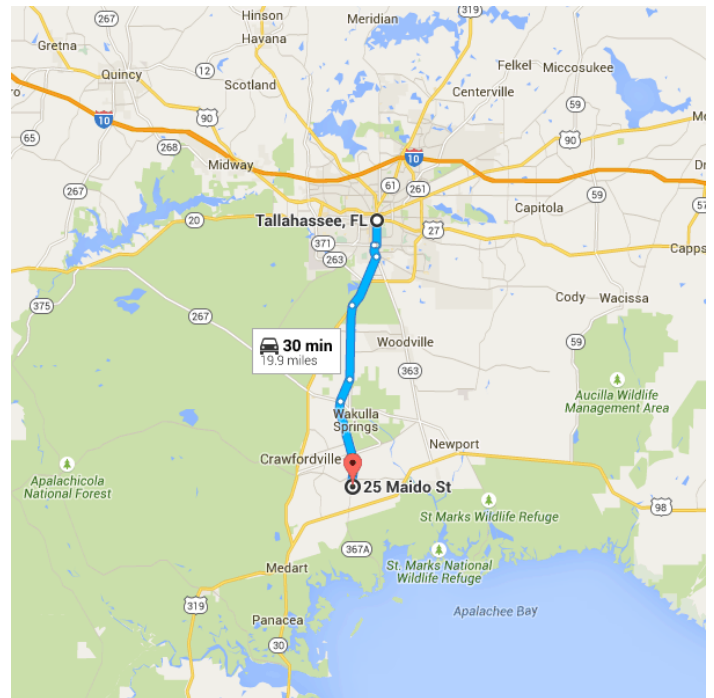 267
Hinson
Meridian
319
Gretna
Havana
Felkel
Miccosukee
Quincy
12
Scotland
Centerville
59
10
90
90
65
268
Midway
10
61
261
267
59
Tallahassee, FL
Capitola
57
20
371
27
263
Capps
375
Cody
Wacissa
267
30 min
19.9 miles
Woodville
59
363
Aucilla Wildlife
Management Area
Wakulla
Springs
Newport
Crawfordville
Apalachicola
National Forest
25 Maido St
St Marks Wildlife Refuge
98
367A
St. Marks National
Wildlife Refuge
Medart
319
Panacea
Apalachee Bay
30